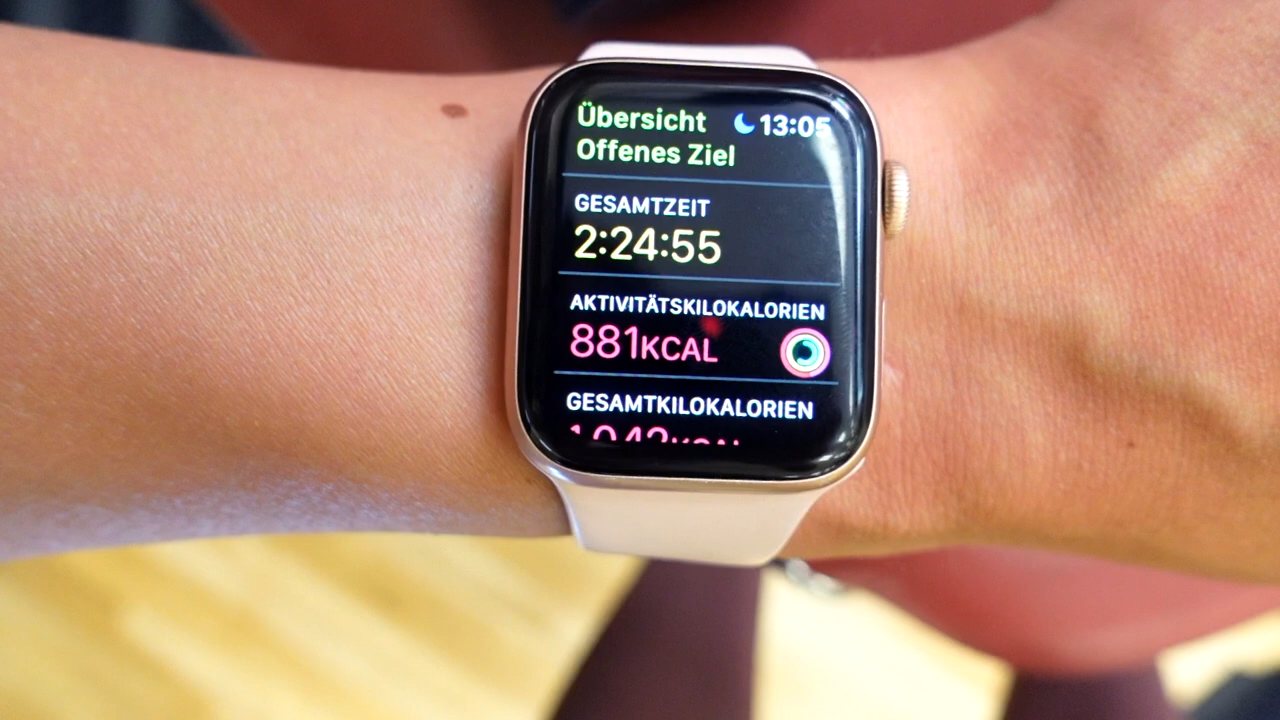 Übersicht 13:05
Offenes Ziel
GESAMTZEIT
2:24:55
AKTIVITÄTSKILOKALORIEN
881KCAL
GESAMTKILOKALORIEN